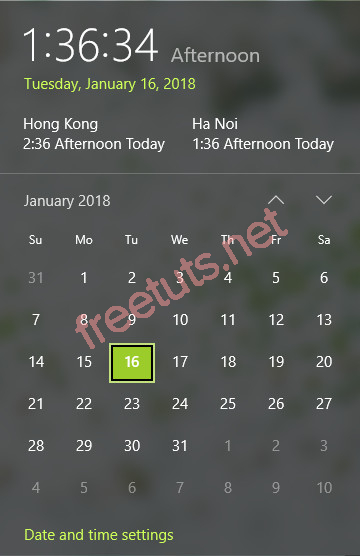 1:36:34 Afternoon
Tuesday, January 16, 2018
Hong Kong Ha Noi
2:36 Afternoon Today 1:36 Afternoon Today
January 2018
Su Mo Tu We Th Fr Sa
31 1 2 3 4 5 6
7 8 9 10 11 12 13
14 15 16 17 18 19 20
21 22 23 24 25 26 27
28 29 30 31 1 2 3
4 5 6 7 8 9 10
Date and time settings
freetuts.net